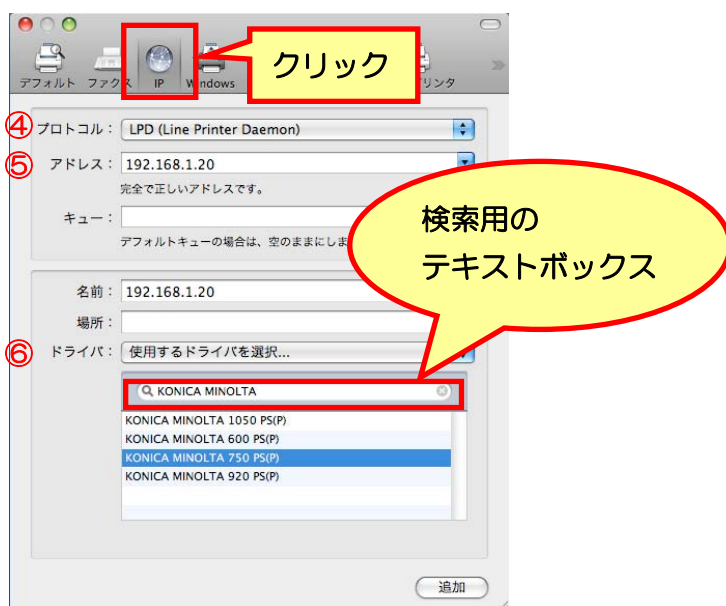 デフォルト ファクス IP Windows リンタ
クリック
④ プロトコル： LPD (Line Printer Daemon)
⑤ アドレス： 192.168.1.20
完全で正しいアドレスです。
キュー：
デフォルトキューの場合は、空のままにしま
検索用の
テキストボックス
名前： 192.168.1.20
場所：
⑥ ドライバ： 使用するドライバを選択...
KONICA MINOLTA
KONICA MINOLTA 1050 PS(P)
KONICA MINOLTA 600 PS(P)
KONICA MINOLTA 750 PS(P)
KONICA MINOLTA 920 PS(P)
追加